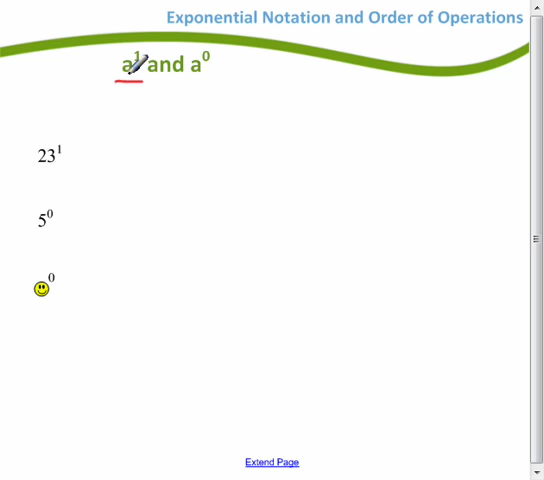 Exponential Notation and Order of Operations
a¹ and a⁰
23¹
5⁰
⁰
Extend Page